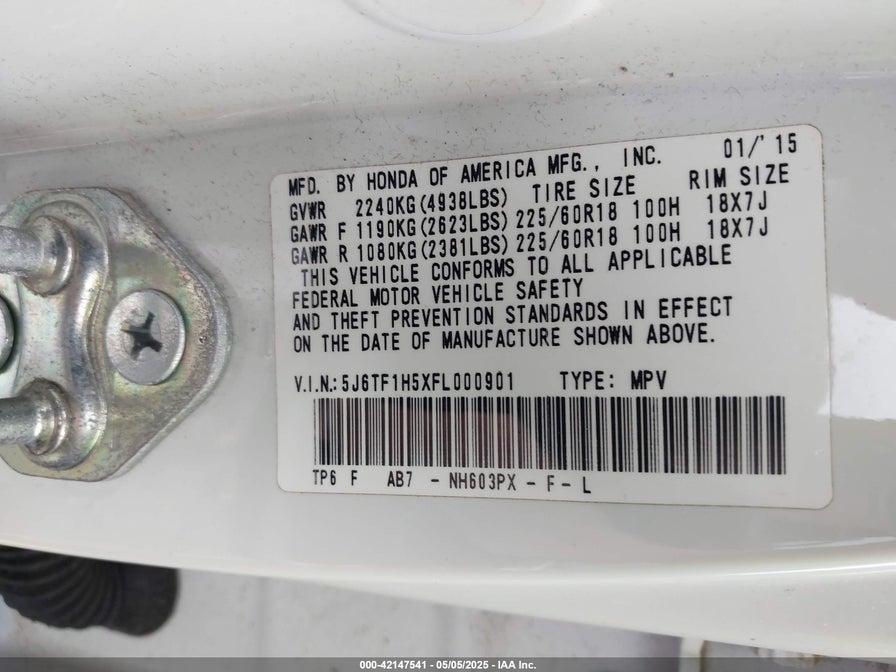 MFD. BY HONDA OF AMERICA MFG., INC. 01/'15
GVWR 2240KG(4938LBS) TIRE SIZE RIM SIZE
GAWR F 1190KG(2623LBS) 225/60R18 100H 18X7J
GAWR R 1080KG(2381LBS) 225/60R18 100H 18X7J
THIS VEHICLE CONFORMS TO ALL APPLICABLE
FEDERAL MOTOR VEHICLE SAFETY
AND THEFT PREVENTION STANDARDS IN EFFECT
ON THE DATE OF MANUFACTURE SHOWN ABOVE.
V.I.N.: 5J6TF1H5XFL000901 TYPE: MPV
TP6 F AB7 - NH603PX - F - L
000-42147541 - 05/05/2025 - IAA Inc.